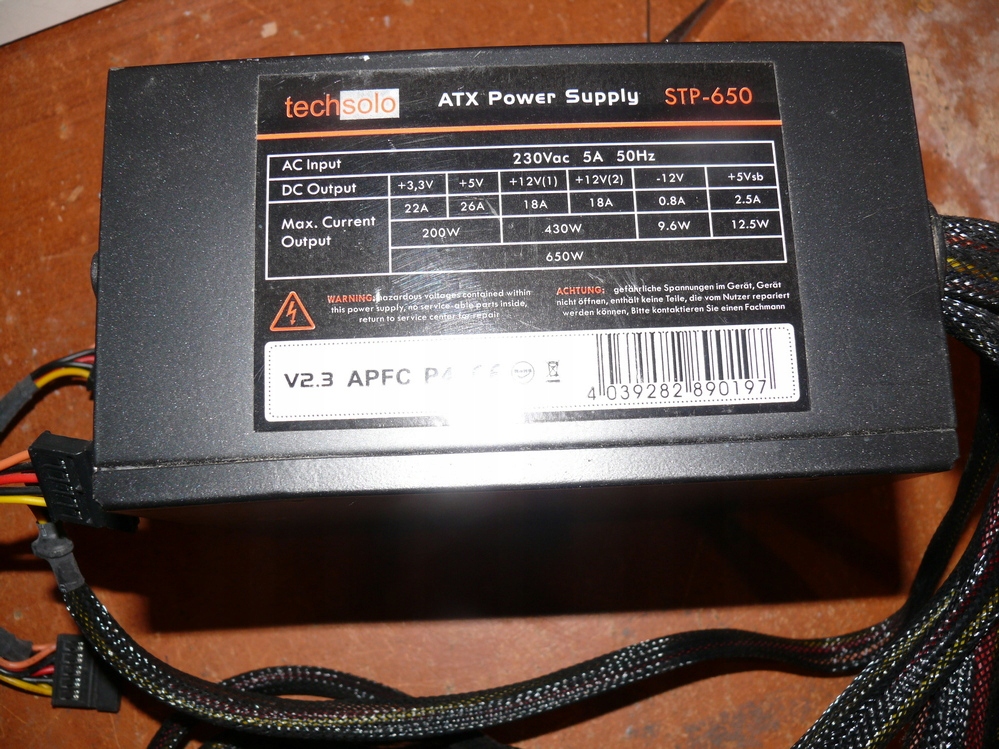 techsolo ATX Power Supply STP-650
AC Input 230Vac 5A 50Hz
DC Output +3,3V +5V +12V(1) +12V(2) -12V +5Vsb
Max. Current Output 22A 26A 18A 18A 0.8A 2.5A
200W 430W 9.6W 12.5W
650W
WARNING: hazardous voltages contained within
this power supply, no service-able parts inside,
return to service center for repair
ACHTUNG: gefährliche Spannungen im Gerät, Gerät
nicht öffnen, enthält keine Teile, die vom Nutzer repariert
werden können, Bitte kontaktieren Sie einen Fachmann
V2.3 APFC P4 CE
4 039282 890197